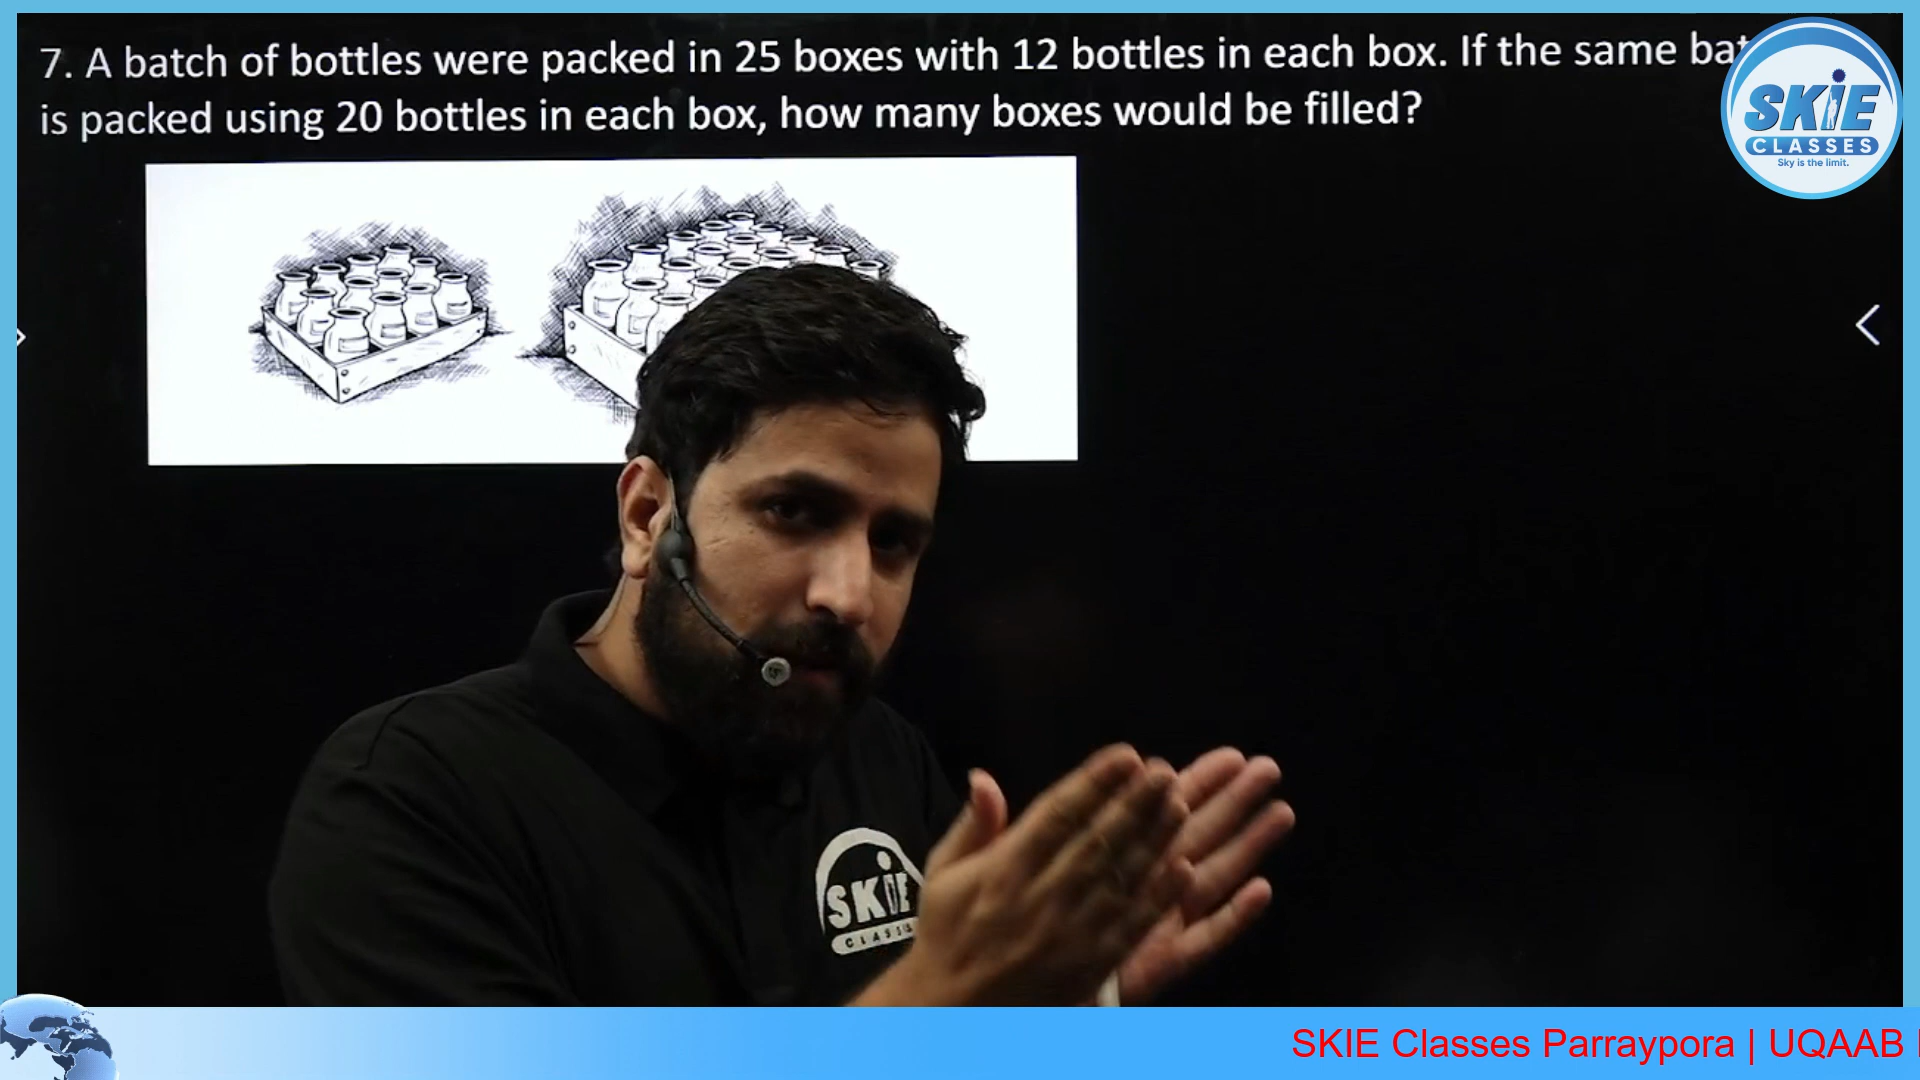 7. A batch of bottles were packed in 25 boxes with 12 bottles in each box. If the same
is packed using 20 bottles in each box, how many boxes would be filled?
SKIE
CLASSES
Sky is the limit.
SKIE
SKIE Classes Parraypora | UQAAB